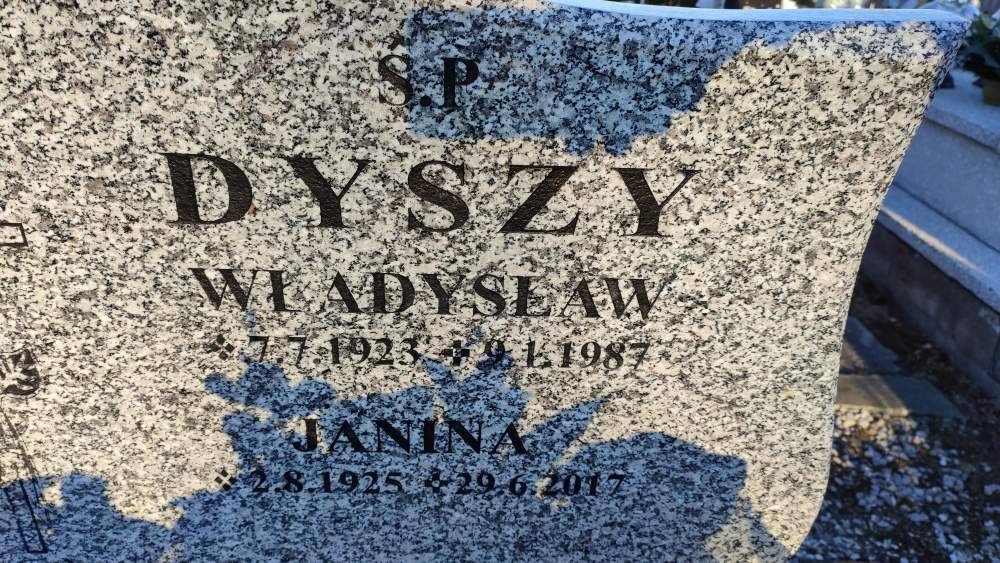 Ś.P.
DYSZY
WŁADYSŁAW
7.7.1923 ✢ 9.1.1987
JANINA
2.8.1925 ✢ 29.6.2017